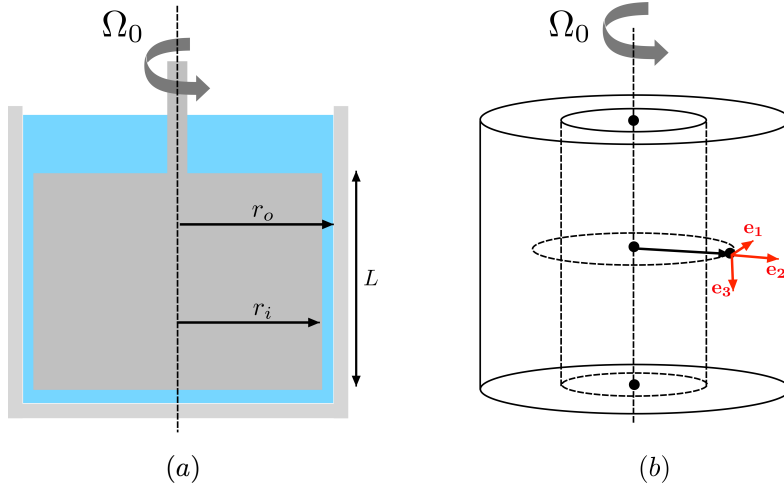 Ω₀
r_o
r_i
L
(a)
Ω₀
e₁
e₂
e₃
(b)